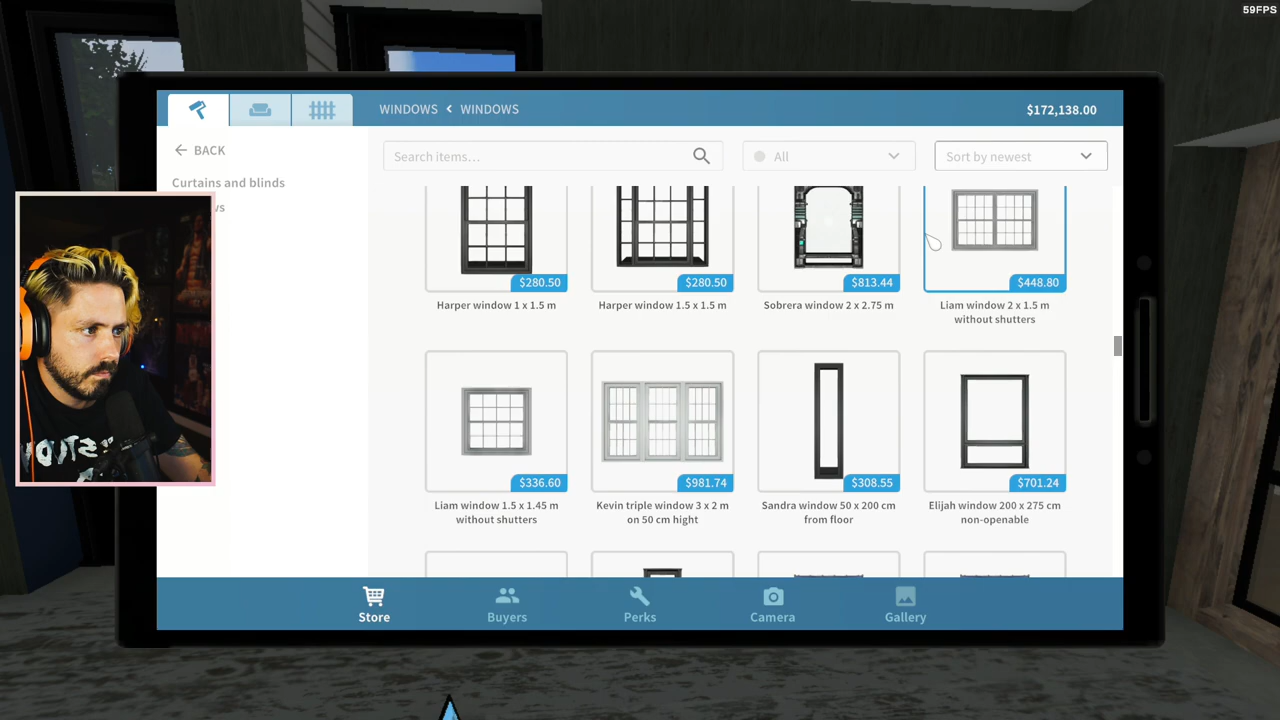 59FPS
WINDOWS < WINDOWS
$172,138.00
BACK
Search items...
All
Sort by newest
Curtains and blinds
$280.50
$280.50
$813.44
$448.80
Harper window 1 x 1.5 m
Harper window 1.5 x 1.5 m
Sobrera window 2 x 2.75 m
Liam window 2 x 1.5 m
without shutters
$336.60
$981.74
$308.55
$701.24
Liam window 1.5 x 1.45 m
without shutters
Kevin triple window 3 x 2 m
on 50 cm hight
Sandra window 50 x 200 cm
from floor
Elijah window 200 x 275 cm
non-openable
Store
Buyers
Perks
Camera
Gallery